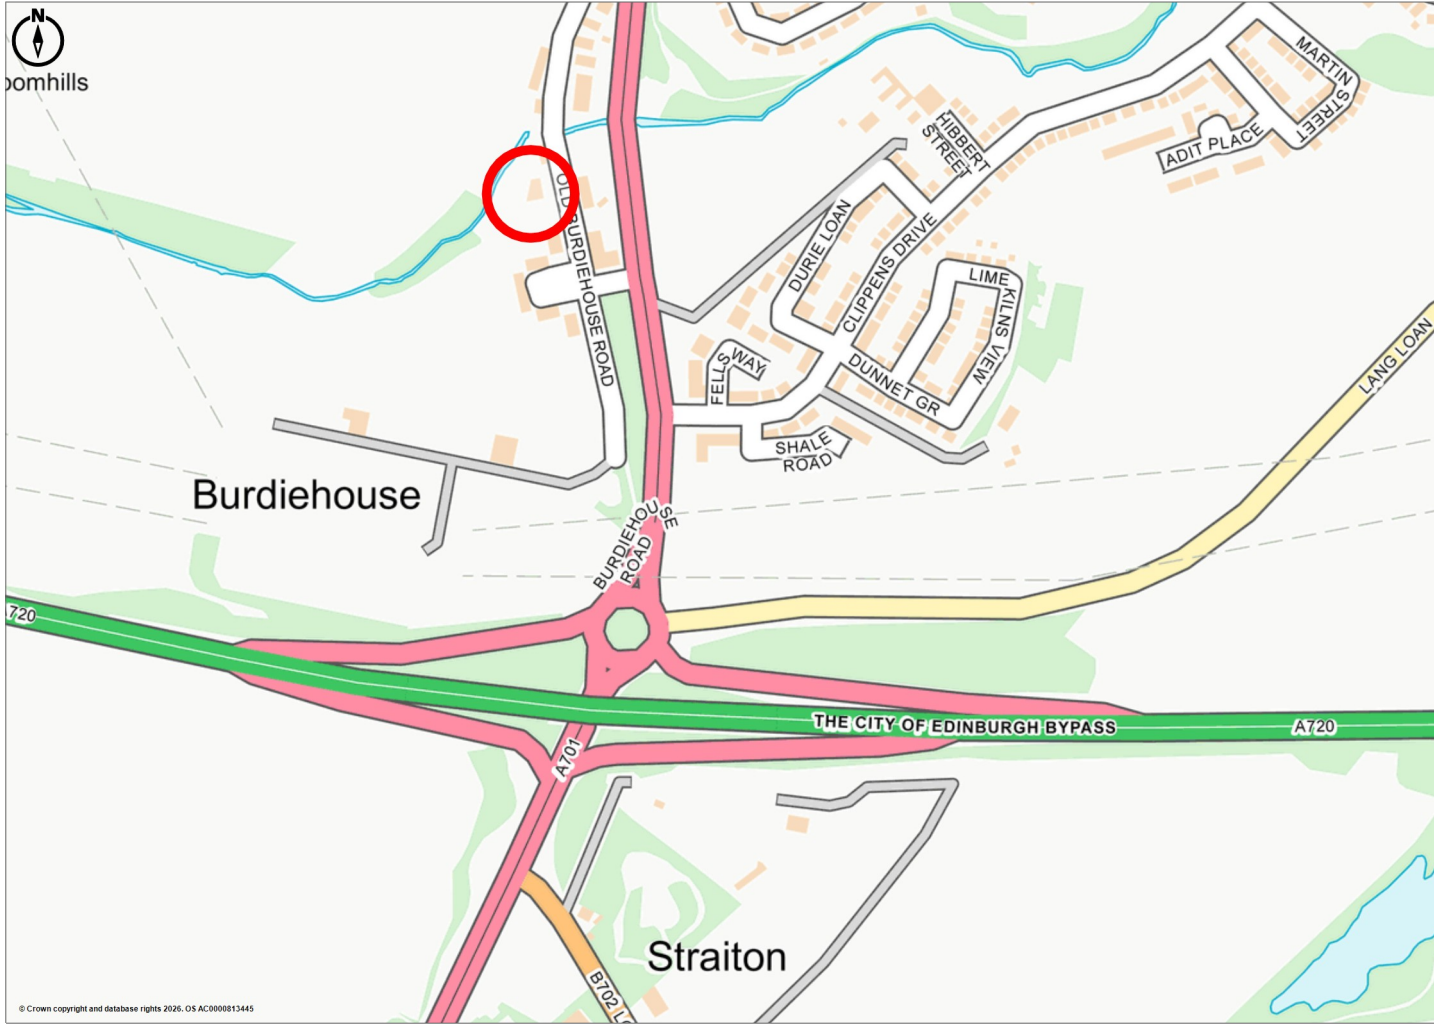 N
oomhills
MARTIN
STREET
HIBBERT
STREET
ADIT PLACE
OLD BURDIEHOUSE ROAD
DURIE LOAN
CLIPPENS DRIVE
LIME
KILNS VIEW
LANG LOAN
FELLS WAY
DUNNET GR
SHALE
ROAD
Burdiehouse
BURDIEHOUSE
ROAD
A720
THE CITY OF EDINBURGH BYPASS
A720
A701
Straiton
B702 LO
© Crown copyright and database rights 2026. OS AC0000813445